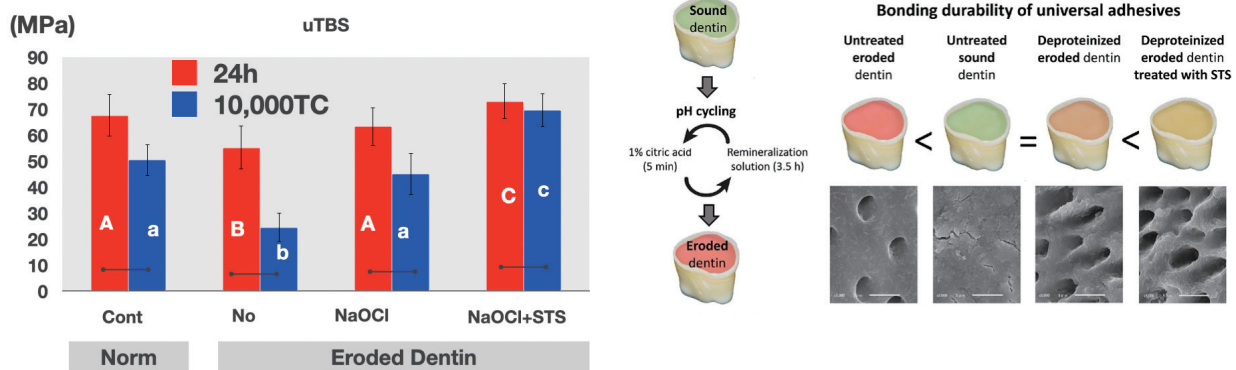 (MPa)
uTBS
90
80
70
60
50
40
30
20
10
0
24h
10,000TC
A
a
B
b
A
a
C
c
Cont
No
NaOCl
NaOCl+STS
Norm
Eroded Dentin
Sound
dentin
pH cycling
1% citric acid
(5 min)
Remineralization
solution (3.5 h)
Eroded
dentin
Bonding durability of universal adhesives
Untreated
eroded
dentin
Untreated
sound
dentin
Deproteinized
eroded dentin
Deproteinized
eroded dentin
treated with STS
<
=
<